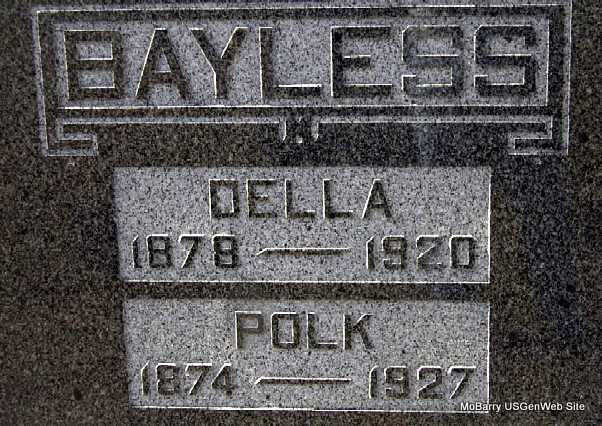 BAYLESS
DELLA
1878 — 1920
POLK
1874 — 1927
MoBarry USGenWeb Site